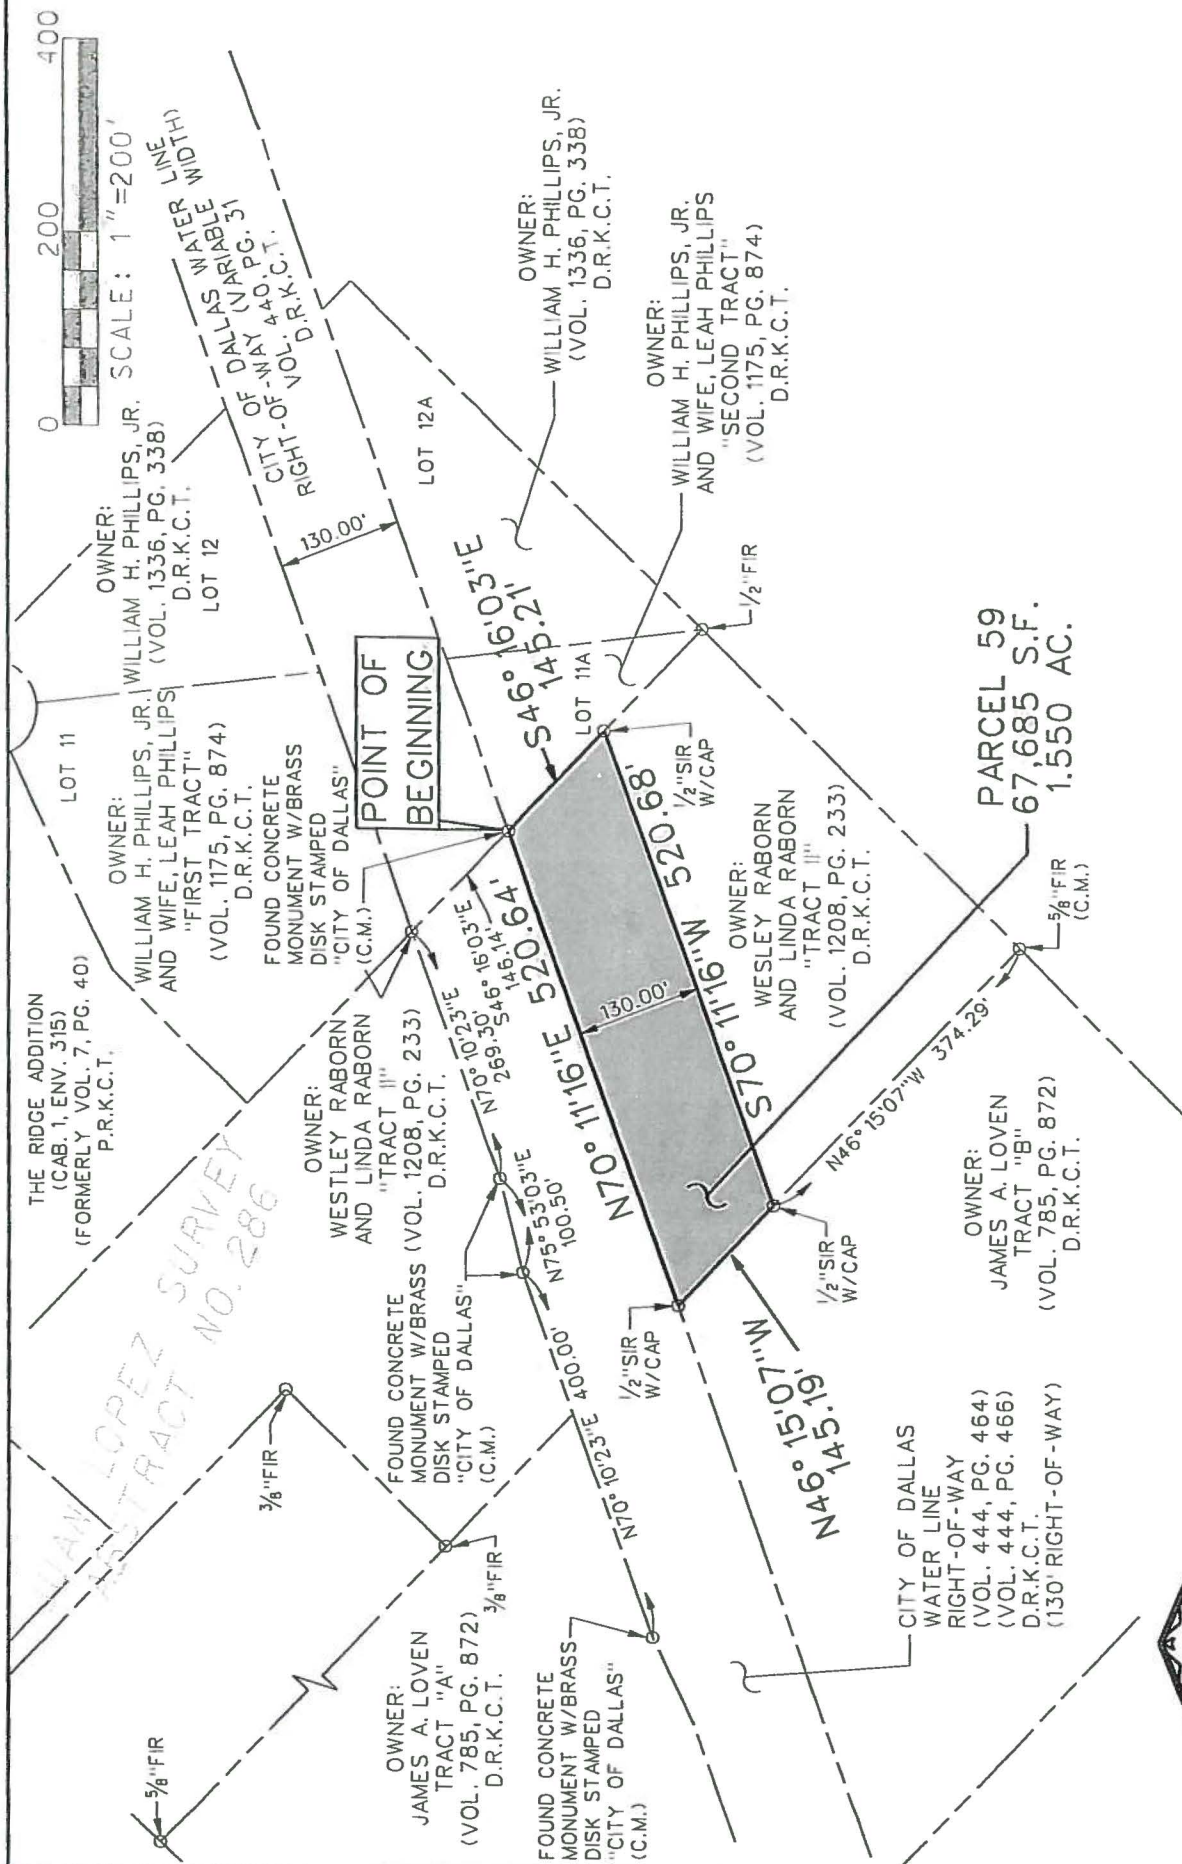 THE RIDGE ADDITION
(CAB. 1, ENV. 315)
(FORMERLY VOL. 7, PG. 40)
P.R.K.C.T.
LOPEZ SURVEY
ABSTRACT NO. 286
LOT 11
OWNER:
WILLIAM H. PHILLIPS, JR.
AND WIFE, LEAH PHILLIPS
"FIRST TRACT"
(VOL. 1175, PG. 874)
D.R.K.C.T.
OWNER:
WILLIAM H. PHILLIPS, JR.
(VOL. 1336, PG. 338)
D.R.K.C.T.
LOT 12
0 200 400
SCALE: 1"=200'
CITY OF DALLAS WATER LINE
RIGHT-OF-WAY (VARIABLE WIDTH)
VOL. 440, PG. 31
D.R.K.C.T.
130.00'
LOT 12A
FOUND CONCRETE
MONUMENT W/BRASS
DISK STAMPED
"CITY OF DALLAS"
(C.M.)
POINT OF
BEGINNING
S46° 16'03"E
145.21'
OWNER:
WILLIAM H. PHILLIPS, JR.
(VOL. 1336, PG. 338)
D.R.K.C.T.
OWNER:
WILLIAM H. PHILLIPS, JR.
AND WIFE, LEAH PHILLIPS
"SECOND TRACT"
(VOL. 1175, PG. 874)
D.R.K.C.T.
LOT 11A
1/2"FIR
1/2"SIR
W/CAP
OWNER:
WESTLEY RABORN
AND LINDA RABORN
"TRACT II"
(VOL. 1208, PG. 233)
D.R.K.C.T.
S46° 16'03"E
146.14'
N70° 10'23"E
269.30'
N75° 53'03"E
100.50'
N70° 10'23"E 400.00'
N70° 11'16"E 520.64'
130.00'
S70° 11'16"W 520.68'
OWNER:
WESLEY RABORN
AND LINDA RABORN
"TRACT II"
(VOL. 1208, PG. 233)
D.R.K.C.T.
PARCEL 59
67,685 S.F.
1.550 AC.
5/8"FIR
(C.M.)
N46° 15'07"W 374.29'
FOUND CONCRETE
MONUMENT W/BRASS
DISK STAMPED
"CITY OF DALLAS"
(C.M.)
3/8"FIR
3/8"FIR
5/8"FIR
1/2"SIR
W/CAP
1/2"SIR
W/CAP
N46° 15'07"W
145.19'
OWNER:
JAMES A. LOVEN
TRACT "B"
(VOL. 785, PG. 872)
D.R.K.C.T.
OWNER:
JAMES A. LOVEN
TRACT "A"
(VOL. 785, PG. 872)
D.R.K.C.T.
FOUND CONCRETE
MONUMENT W/BRASS
DISK STAMPED
"CITY OF DALLAS"
(C.M.)
CITY OF DALLAS
WATER LINE
RIGHT-OF-WAY
(VOL. 444, PG. 464)
(VOL. 444, PG. 466)
D.R.K.C.T.
(130' RIGHT-OF-WAY)